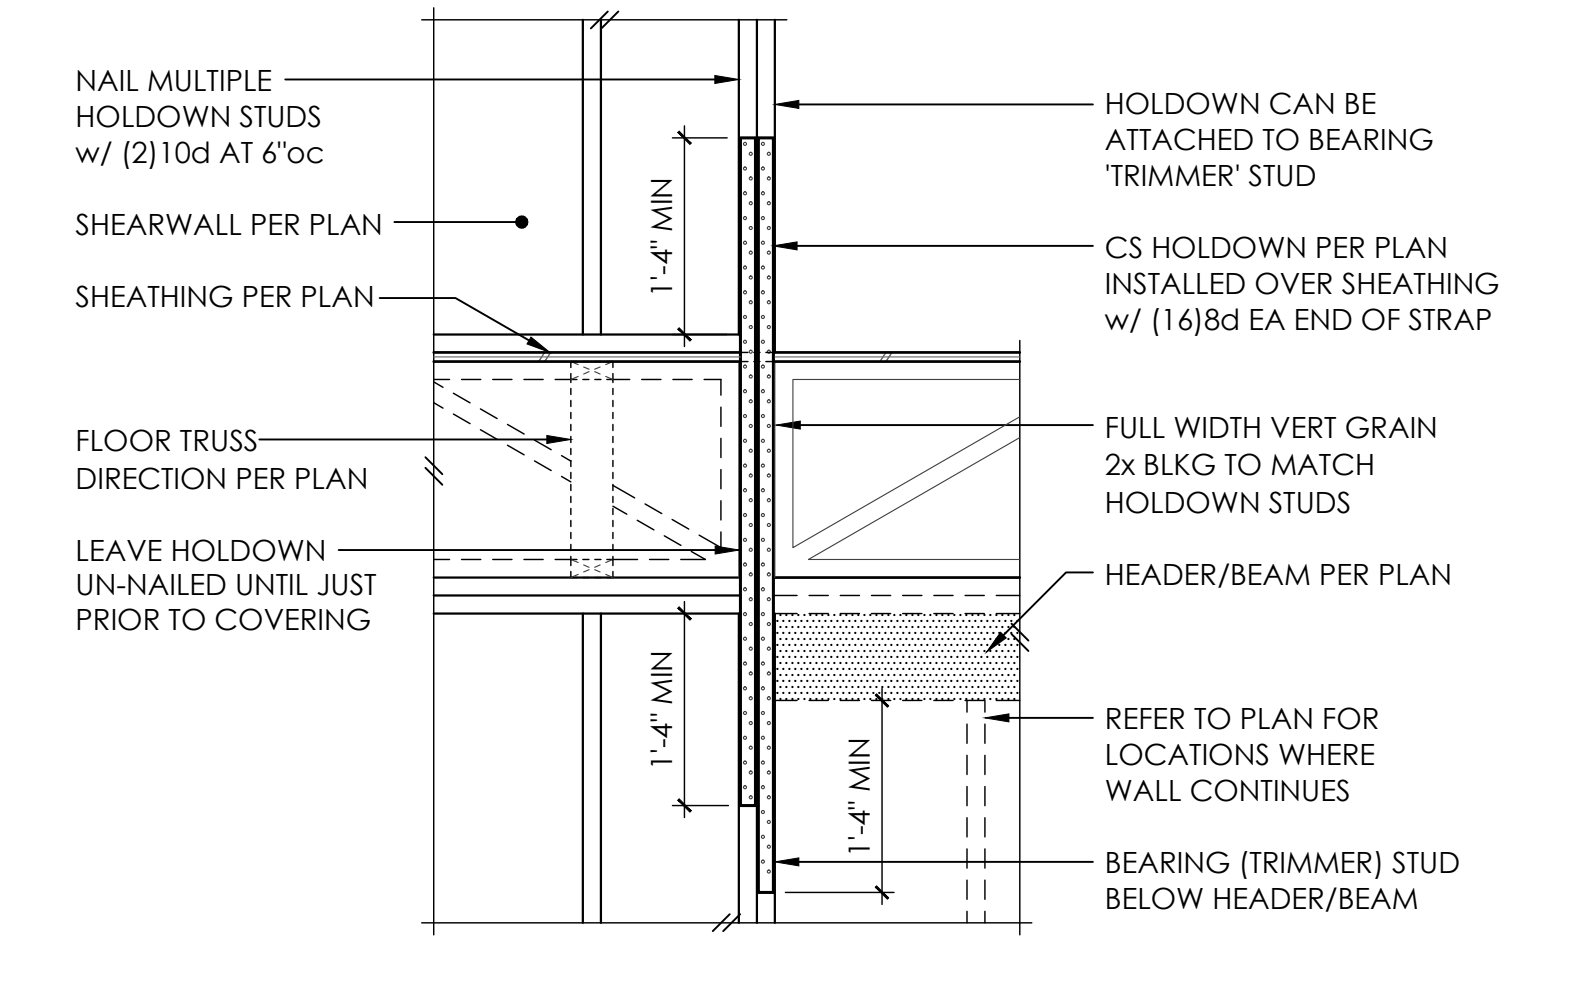 NAIL MULTIPLE
HOLDOWN STUDS
w/ (2)10d AT 6"oc
SHEARWALL PER PLAN
SHEATHING PER PLAN
FLOOR TRUSS
DIRECTION PER PLAN
LEAVE HOLDOWN
UN-NAILED UNTIL JUST
PRIOR TO COVERING
1'-4" MIN
1'-4" MIN
1'-4" MIN
HOLDOWN CAN BE
ATTACHED TO BEARING
'TRIMMER' STUD
CS HOLDOWN PER PLAN
INSTALLED OVER SHEATHING
w/ (16)8d EA END OF STRAP
FULL WIDTH VERT GRAIN
2x BLKG TO MATCH
HOLDOWN STUDS
HEADER/BEAM PER PLAN
REFER TO PLAN FOR
LOCATIONS WHERE
WALL CONTINUES
BEARING (TRIMMER) STUD
BELOW HEADER/BEAM